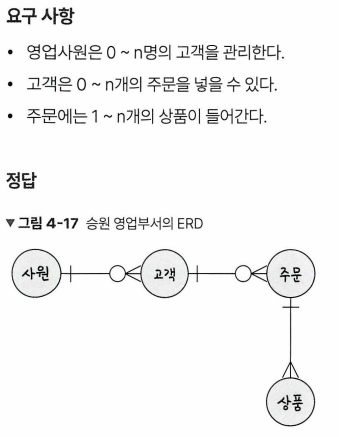 요구 사항
• 영업사원은 0 ~ n명의 고객을 관리한다.
• 고객은 0 ~ n개의 주문을 넣을 수 있다.
• 주문에는 1 ~ n개의 상품이 들어간다.
정답
▼ 그림 4-17 승원 영업부서의 ERD
사원
고객
주문
상품